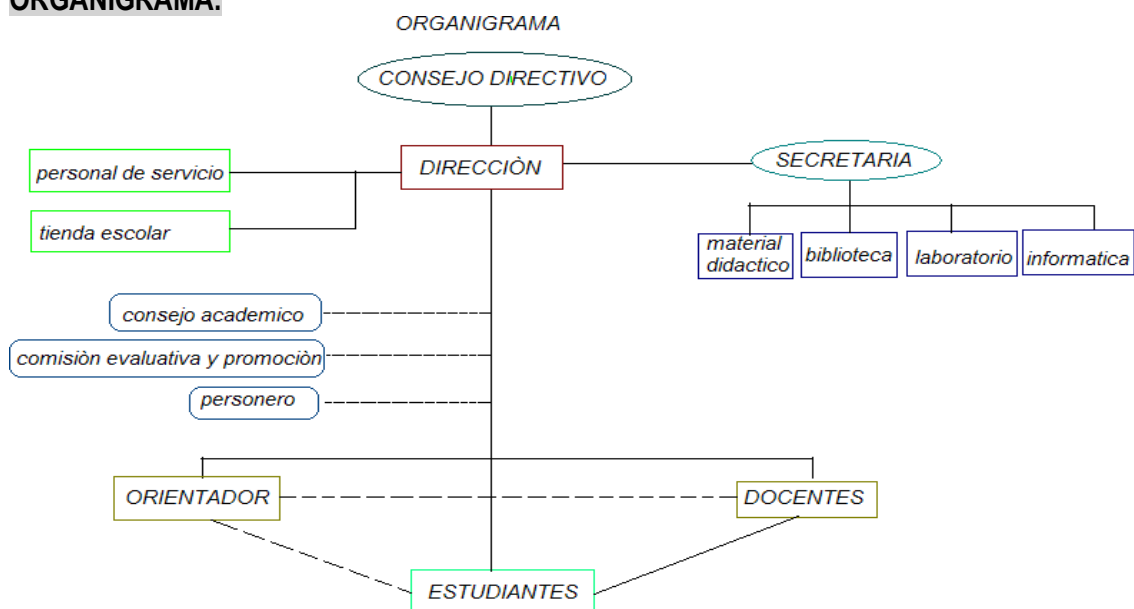 ORGANIGRAMA.
ORGANIGRAMA
CONSEJO DIRECTIVO
DIRECCIÒN
SECRETARIA
personal de servicio
tienda escolar
material
didactico
biblioteca
laboratorio
informatica
consejo academico
comisiòn evaluativa y promociòn
personero
ORIENTADOR
DOCENTES
ESTUDIANTES